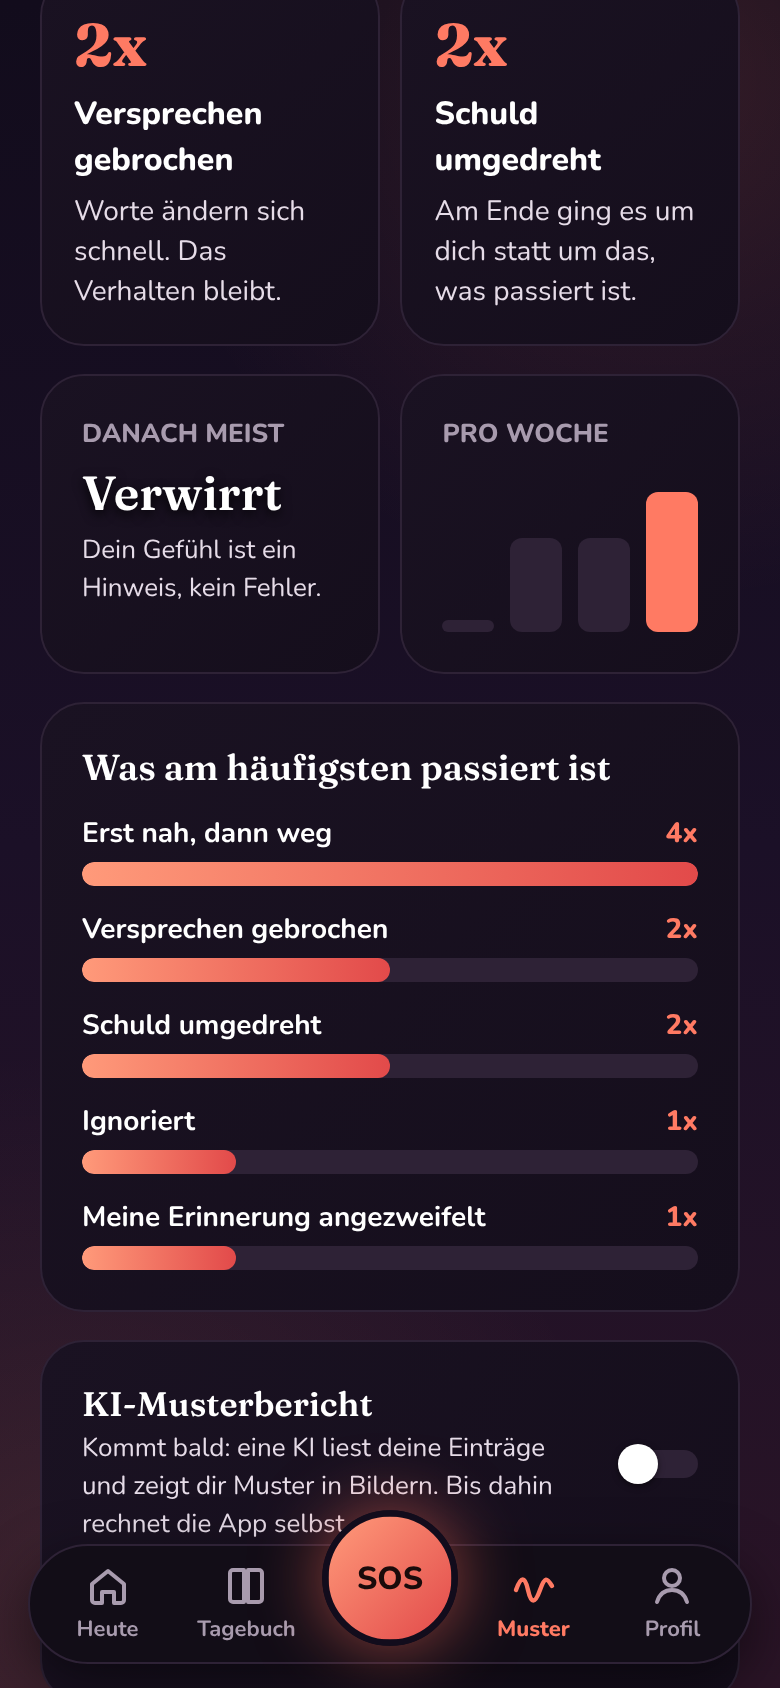 2x
Versprechen
gebrochen
Worte ändern sich
schnell. Das
Verhalten bleibt.
2x
Schuld
umgedreht
Am Ende ging es um
dich statt um das,
was passiert ist.
DANACH MEIST
Verwirrt
Dein Gefühl ist ein
Hinweis, kein Fehler.
PRO WOCHE
Was am häufigsten passiert ist
Erst nah, dann weg 4x
Versprechen gebrochen 2x
Schuld umgedreht 2x
Ignoriert 1x
Meine Erinnerung angezweifelt 1x
KI-Musterbericht
Kommt bald: eine KI liest deine Einträge
und zeigt dir Muster in Bildern. Bis dahin
rechnet die App selbst
Heute
Tagebuch
SOS
Muster
Profil